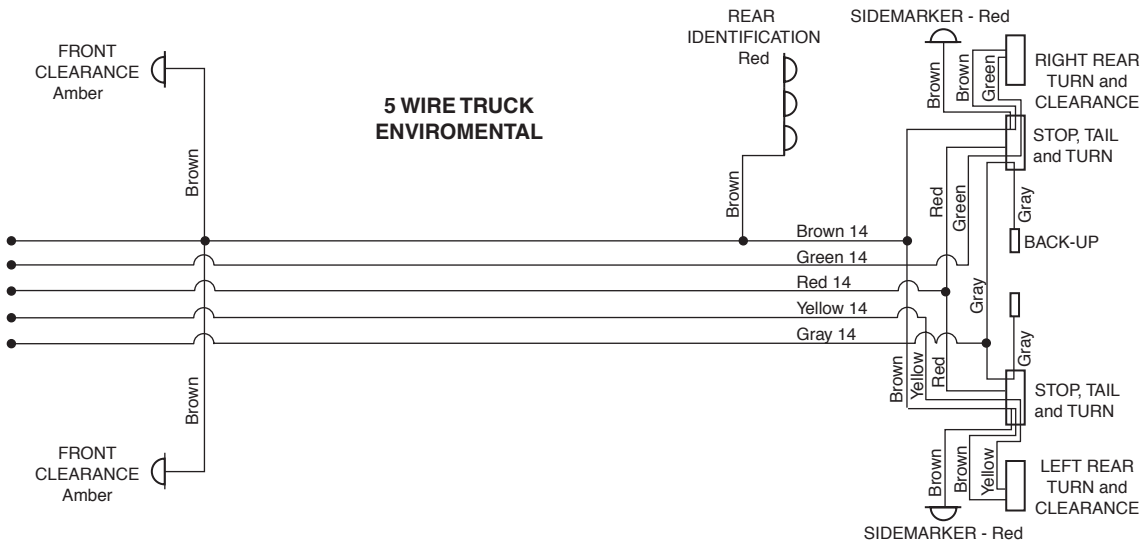 FRONT
CLEARANCE
Amber
Brown
5 WIRE TRUCK
ENVIROMENTAL
REAR
IDENTIFICATION
Red
Brown
SIDEMARKER - Red
Brown
Brown
Green
RIGHT REAR
TURN and
CLEARANCE
STOP, TAIL
and TURN
Red
Green
Gray
BACK-UP
Brown 14
Green 14
Red 14
Yellow 14
Gray 14
Gray
Gray
Brown
Brown
Yellow
Red
STOP, TAIL
and TURN
FRONT
CLEARANCE
Amber
Brown
Brown
Yellow
LEFT REAR
TURN and
CLEARANCE
SIDEMARKER - Red